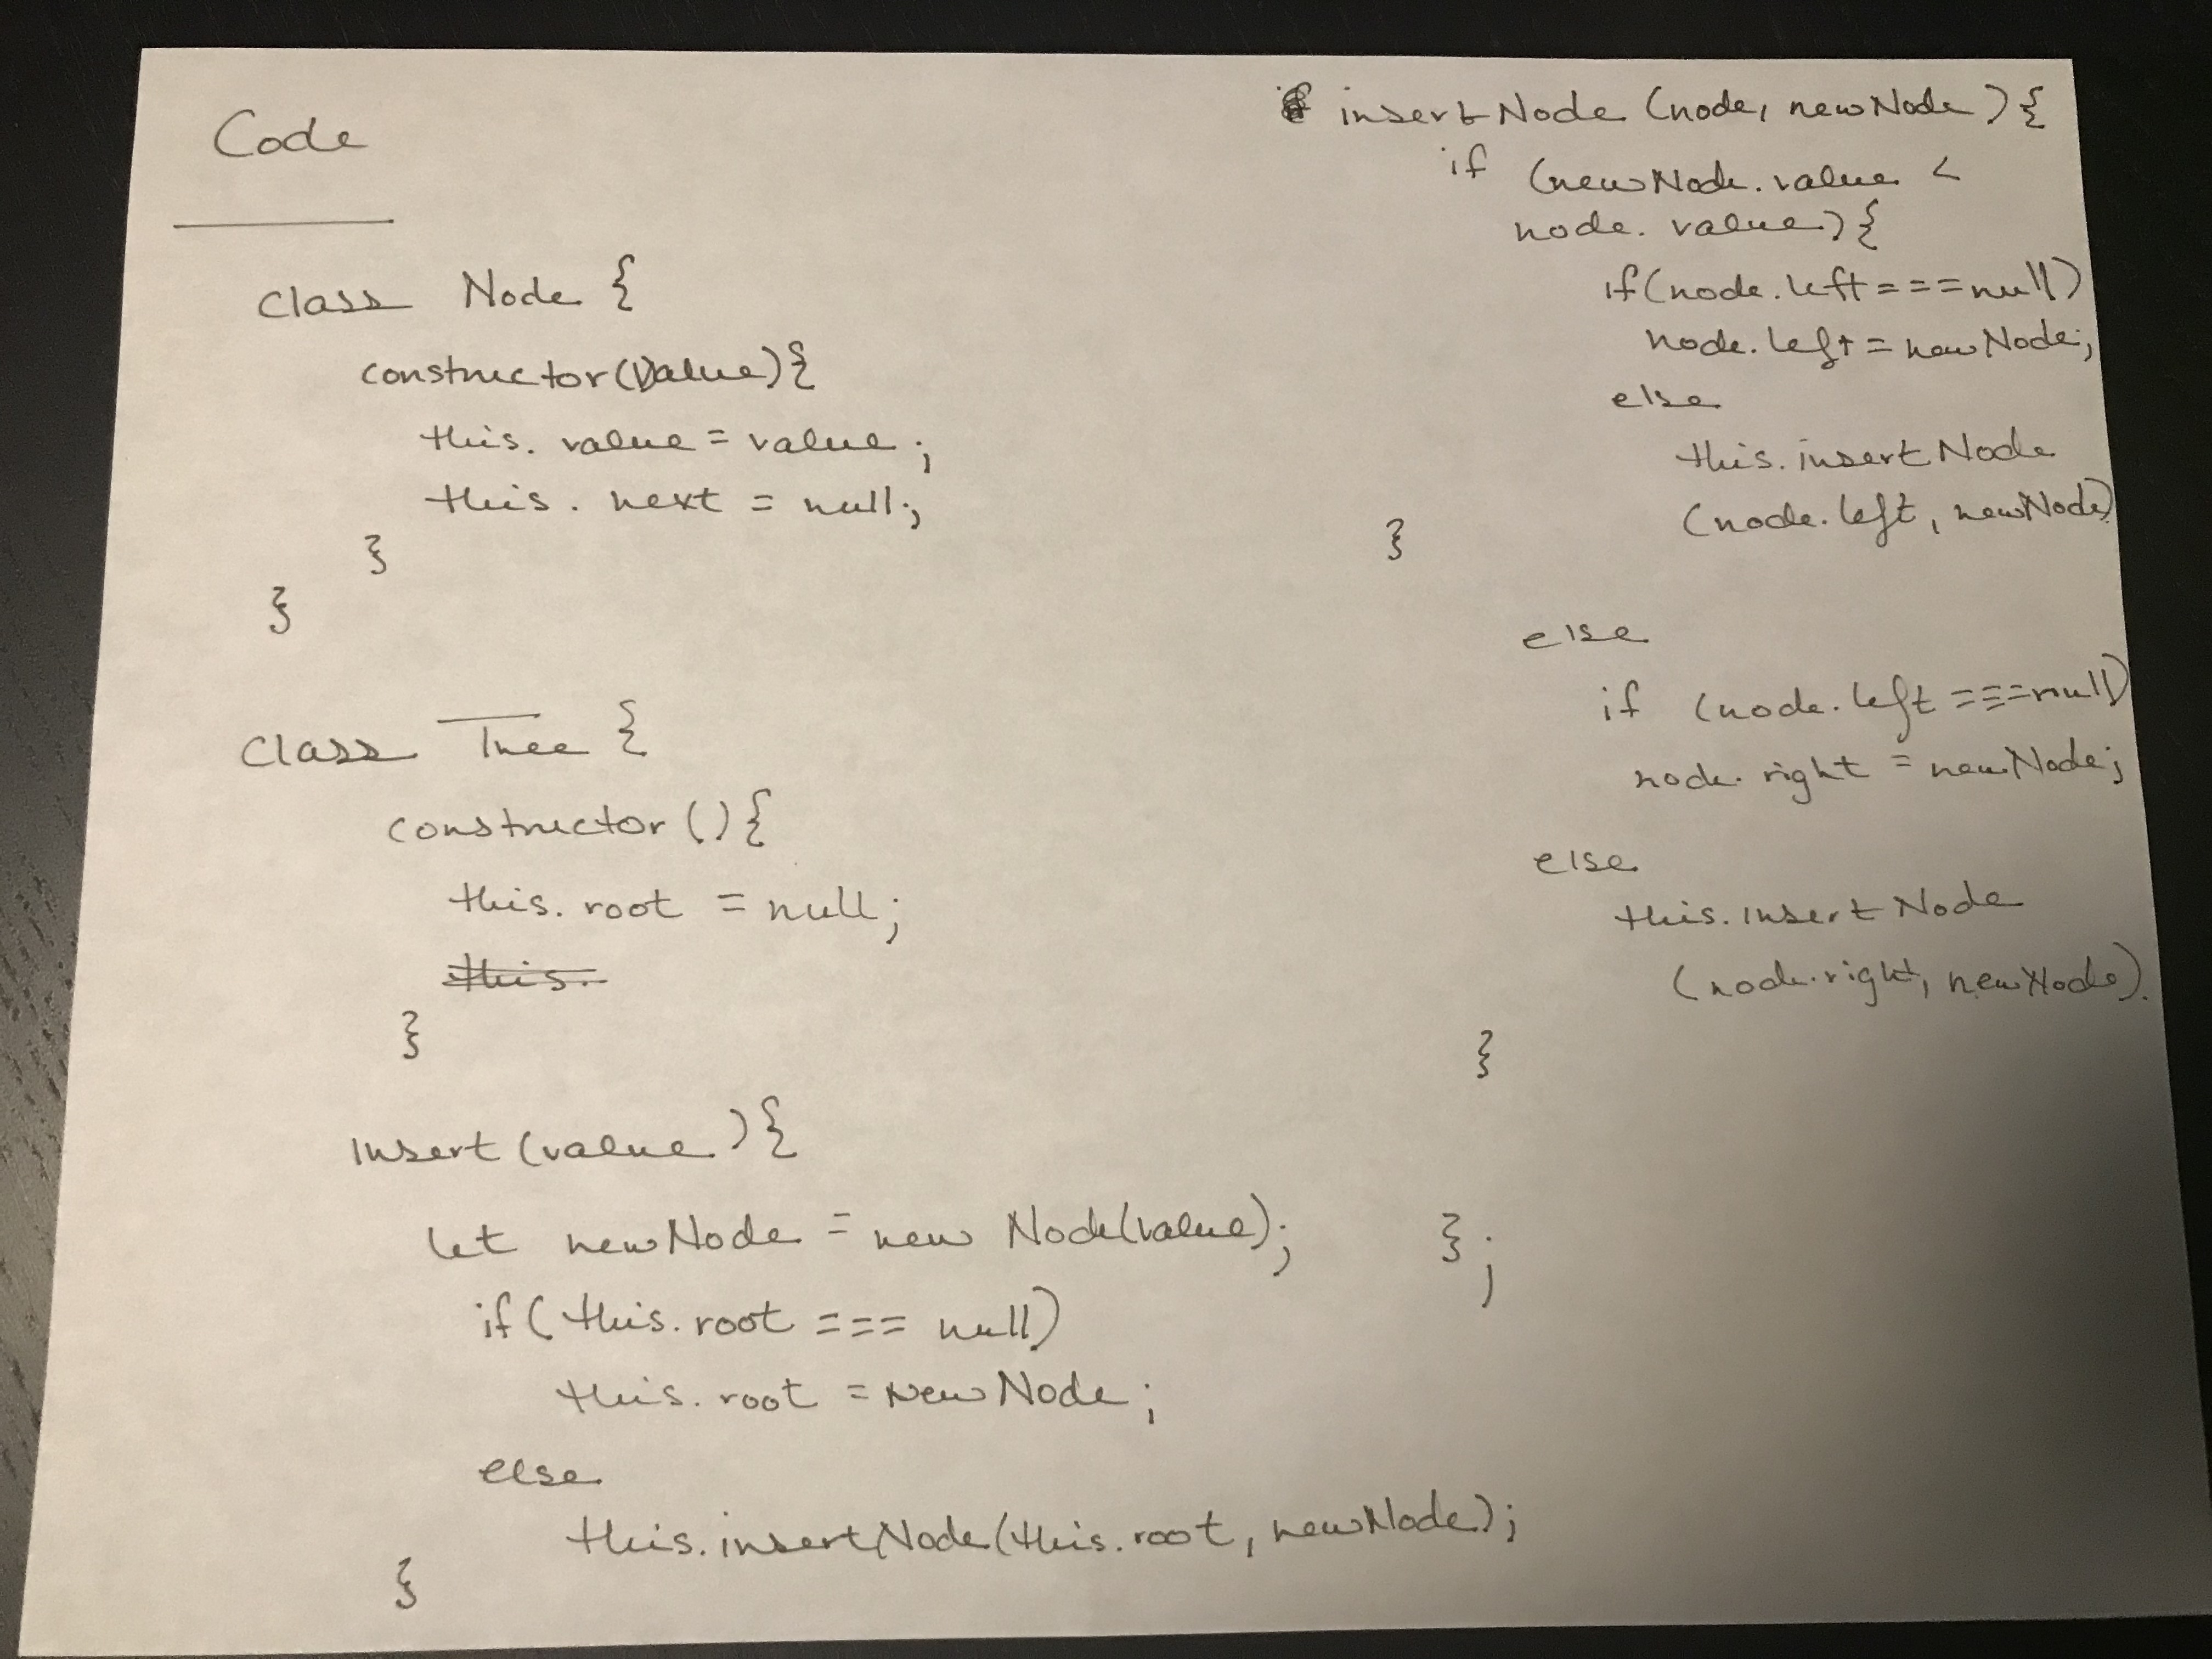 Code
class Node {
constructor(value){
this.value = value;
this.next = null;
}
}
class Tree {
constructor(){
this.root = null;
this.
}
insert(value){
let newNode = new Node(value);
if(this.root === null)
this.root = newNode;
else
this.insertNode(this.root, newNode);
}
insertNode(node, newNode){
if (newNode.value <
node.value){
if(node.left === null)
node.left = newNode;
else
this.insertNode
(node.left, newNode)
}
else
if (node.left === null)
node.right = newNode;
else
this.insertNode
(node.right, newNode).
}
};